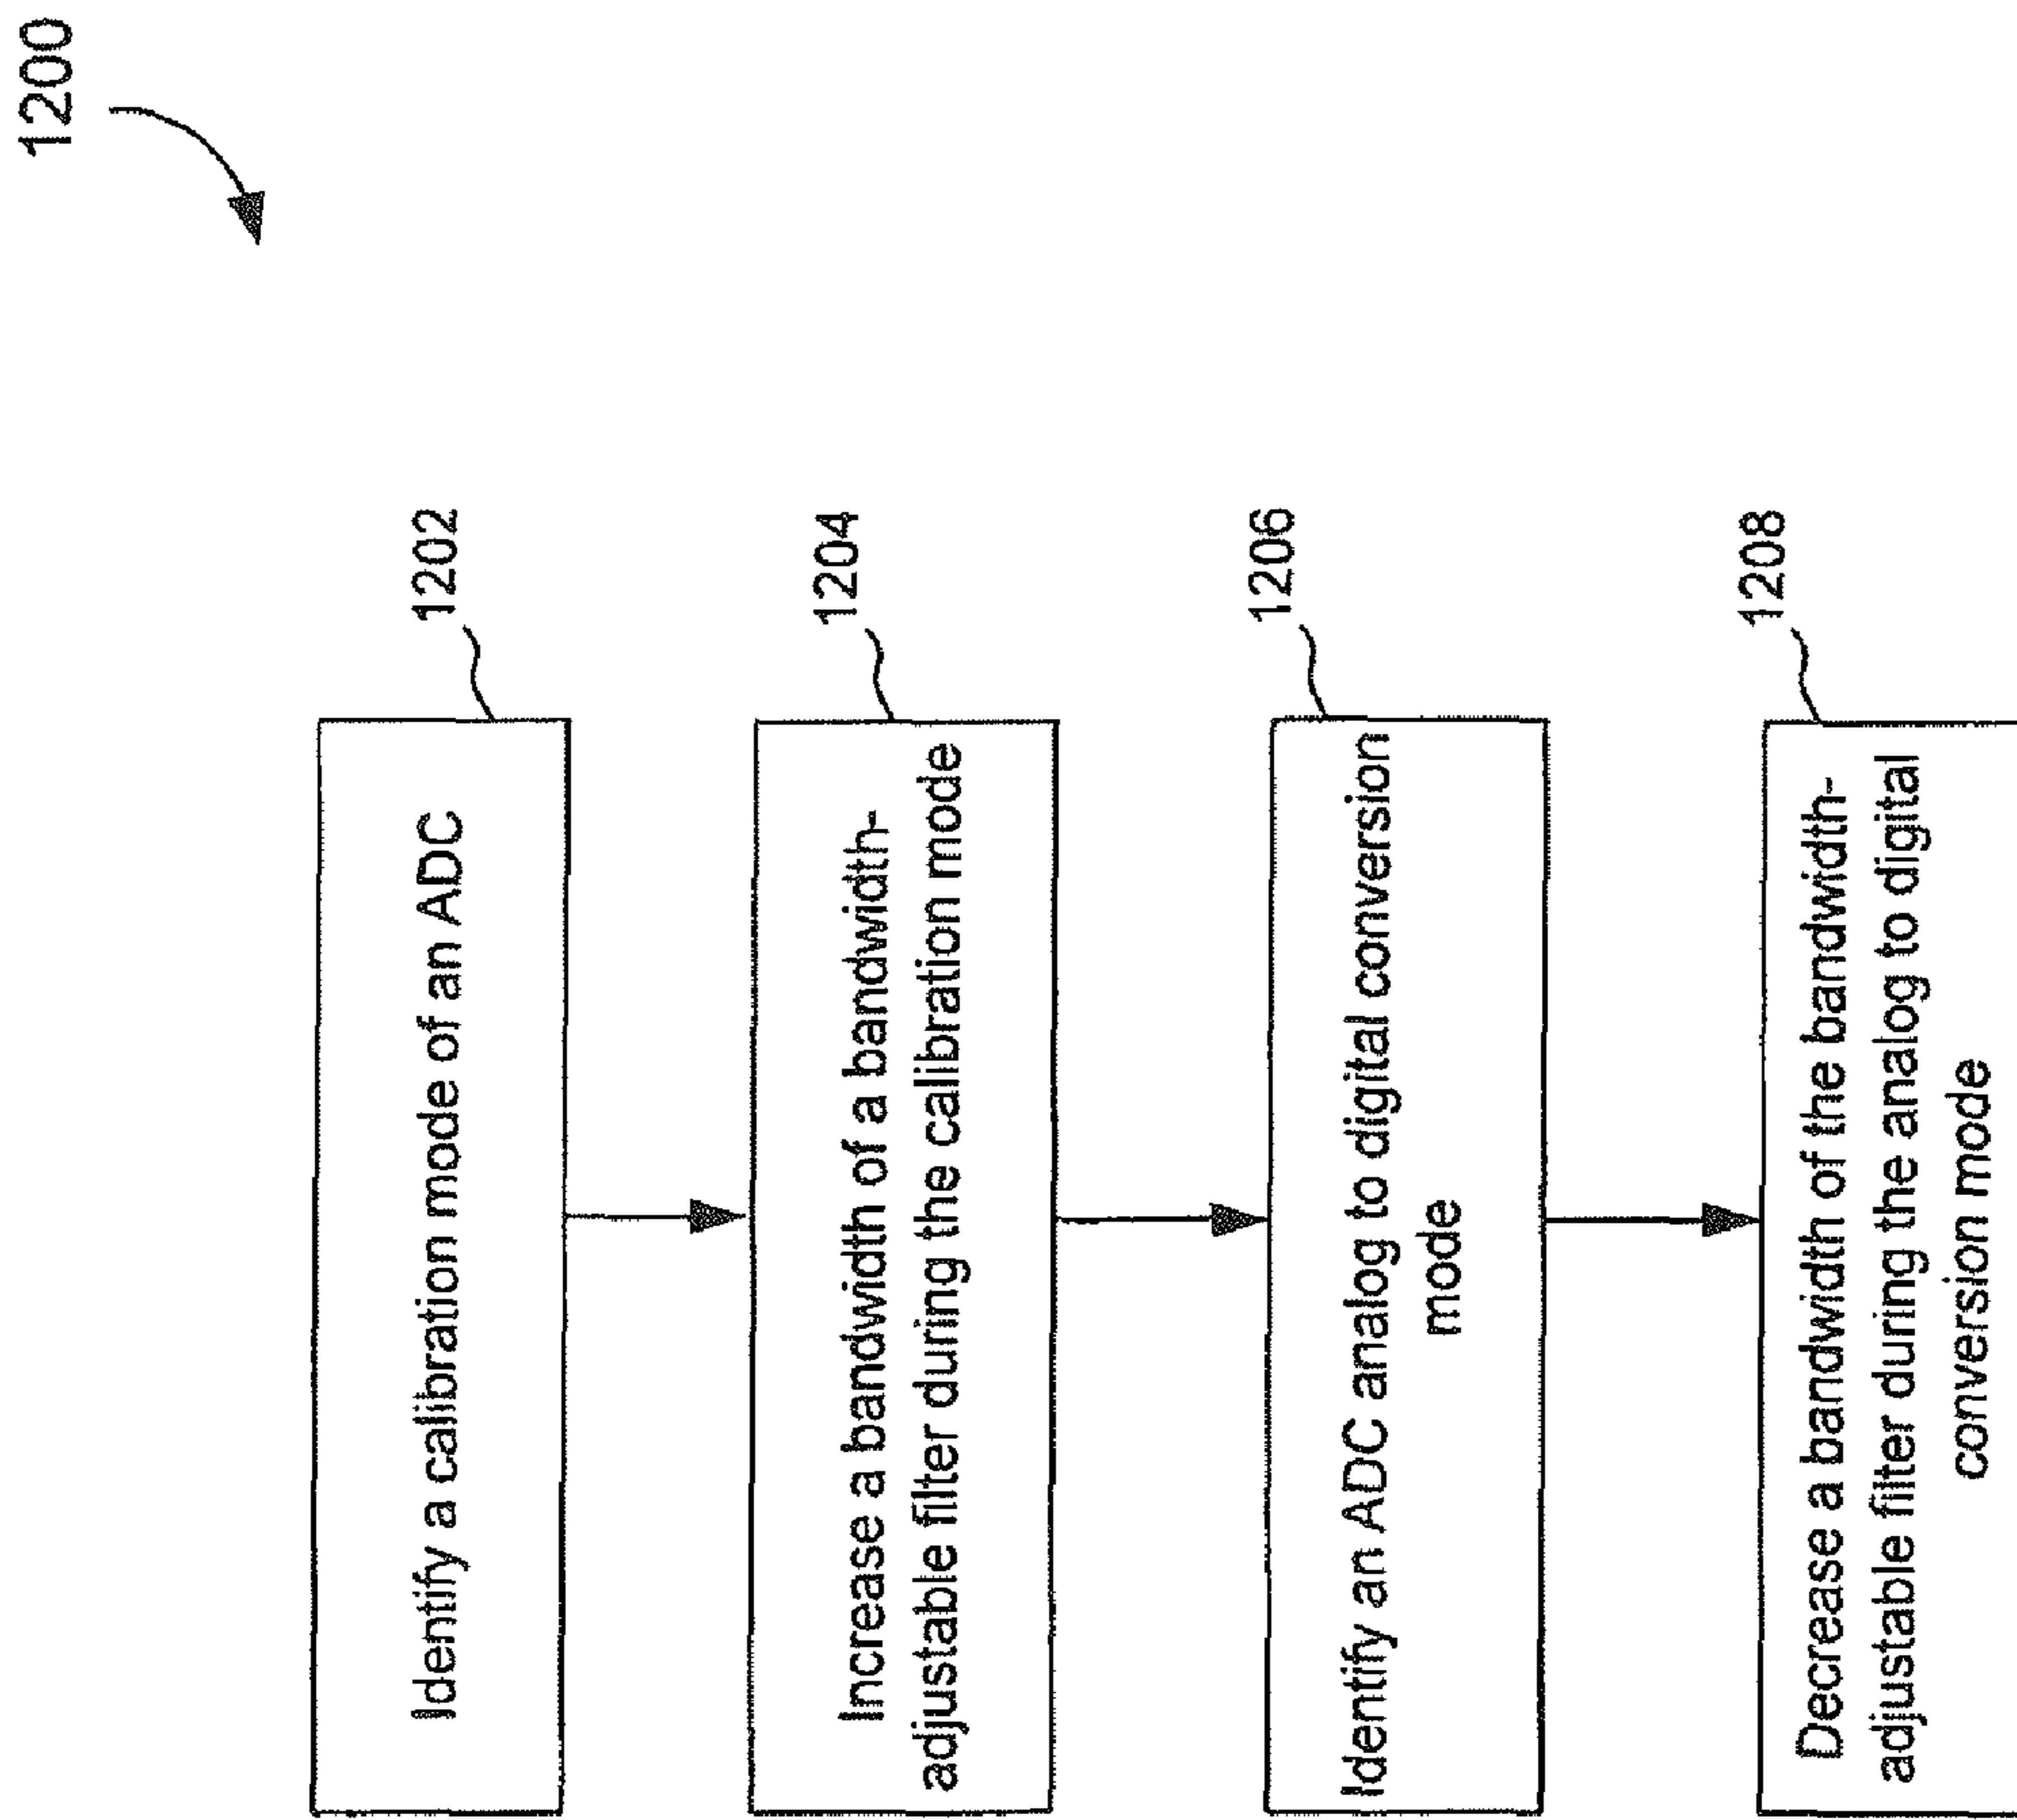 1200
1202
Identify a calibration mode of an ADC
1204
Increase a bandwidth of a bandwidth-
adjustable filter during the calibration mode
1206
Identify an ADC analog to digital conversion
mode
1208
Decrease a bandwidth of the bandwidth-
adjustable filter during the analog to digital
conversion mode